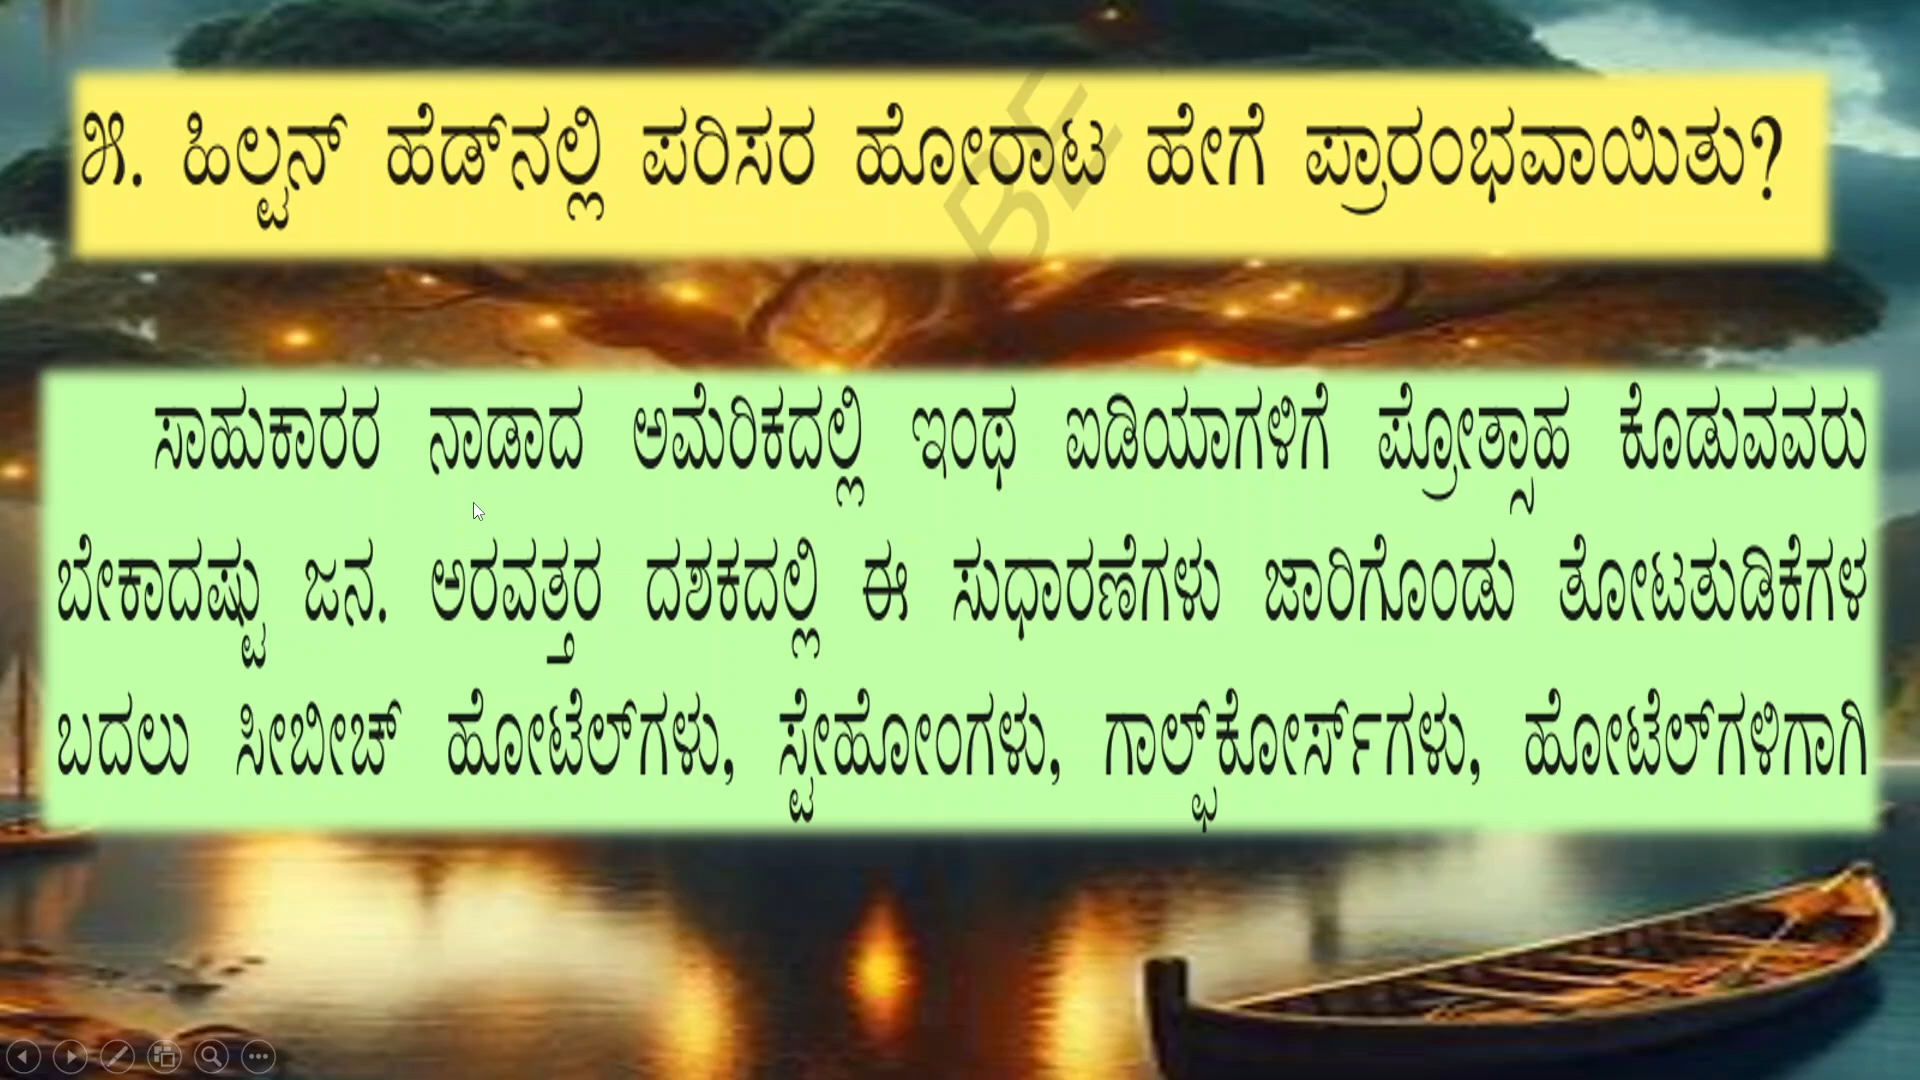 ೫. ಹಿಲ್ಟನ್ ಹೆಡ್‌ನಲ್ಲಿ ಪರಿಸರ ಹೋರಾಟ ಹೇಗೆ ಪ್ರಾರಂಭವಾಯಿತು?
BE
ಸಾಹುಕಾರರ ನಾಡಾದ ಅಮೆರಿಕದಲ್ಲಿ ಇಂಥ ಐಡಿಯಾಗಳಿಗೆ ಪ್ರೋತ್ಸಾಹ ಕೊಡುವವರು
ಬೇಕಾದಷ್ಟು ಜನ. ಅರವತ್ತರ ದಶಕದಲ್ಲಿ ಈ ಸುಧಾರಣೆಗಳು ಜಾರಿಗೊಂಡು ತೋಟತುಡಿಕೆಗಳ
ಬದಲು ಸೀಬೀಚ್ ಹೋಟೆಲ್‌ಗಳು, ಸ್ಟೇಹೋಂಗಳು, ಗಾಲ್ಫ್‌ಕೋರ್ಸ್‌ಗಳು, ಹೋಟೆಲ್‌ಗಳಿಗಾಗಿ